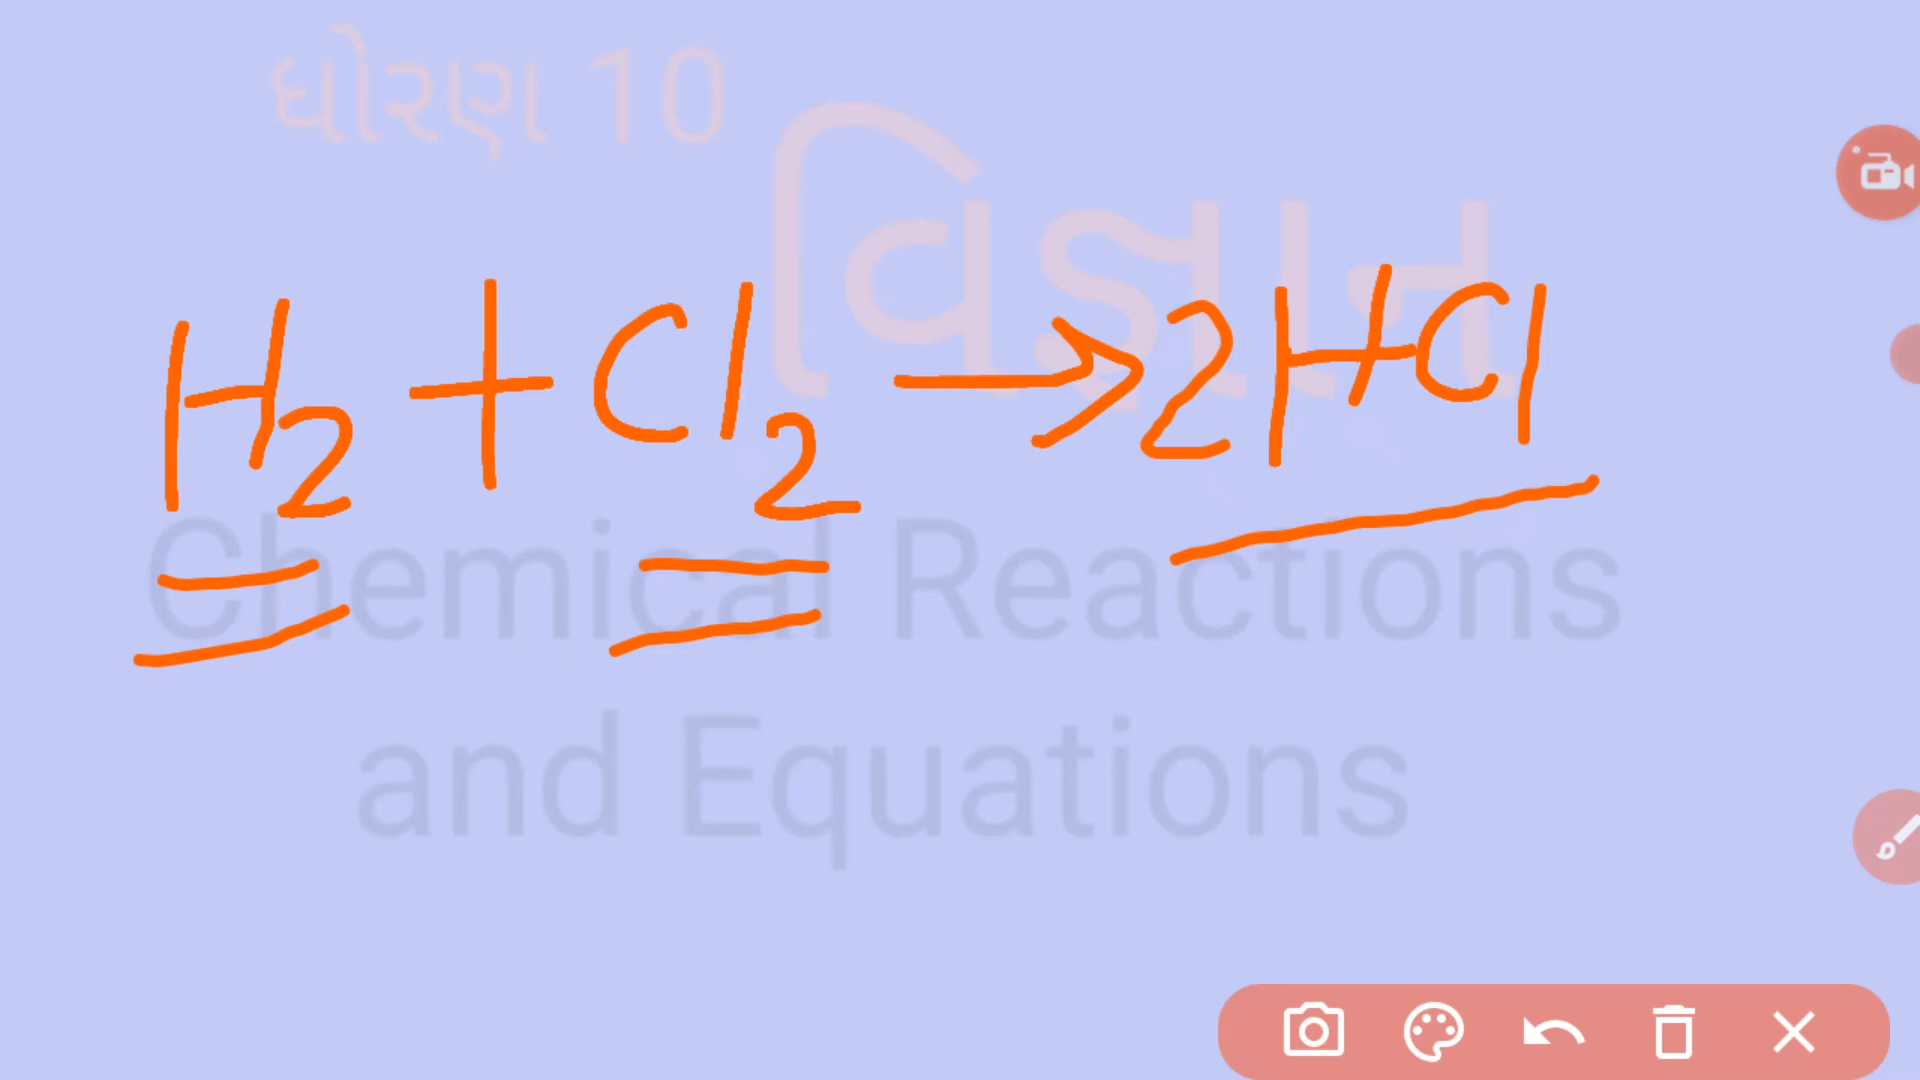 ધોરણ 10
વિજ્ઞાન
H₂ + Cl₂ → 2HCl
Chemical Reactions
and Equations